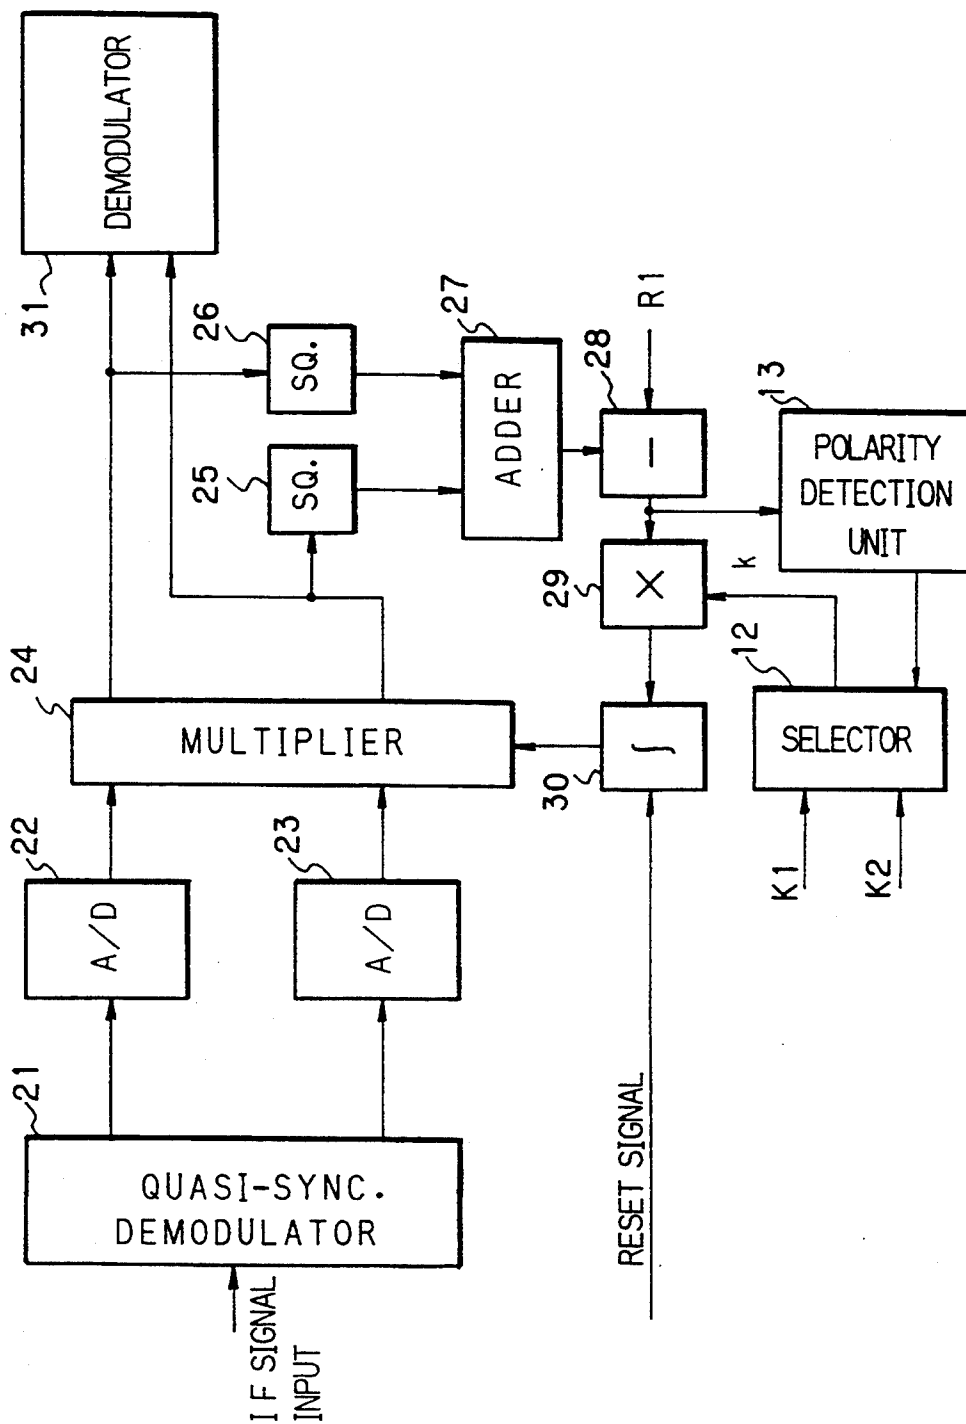 I F SIGNAL
INPUT
21
QUASI-SYNC.
DEMODULATOR
22
A/D
23
A/D
24
MULTIPLIER
25
SQ.
26
SQ.
31
DEMODULATOR
27
ADDER
28
−
R1
29
×
k
30
∫
RESET SIGNAL
12
SELECTOR
K1
K2
13
POLARITY
DETECTION
UNIT